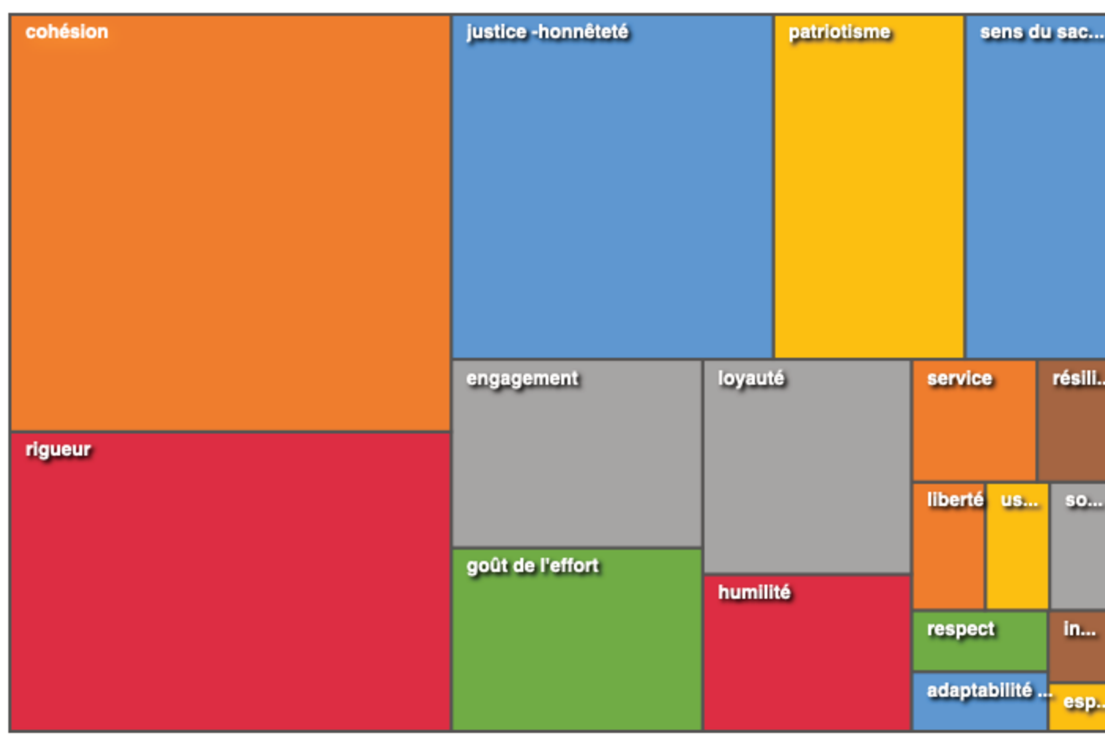 cohésion
justice -honnêteté
patriotisme
sens du sac...
rigueur
engagement
loyauté
service
résili..
liberté
us...
so...
goût de l'effort
humilité
respect
in...
adaptabilité ...
esp..